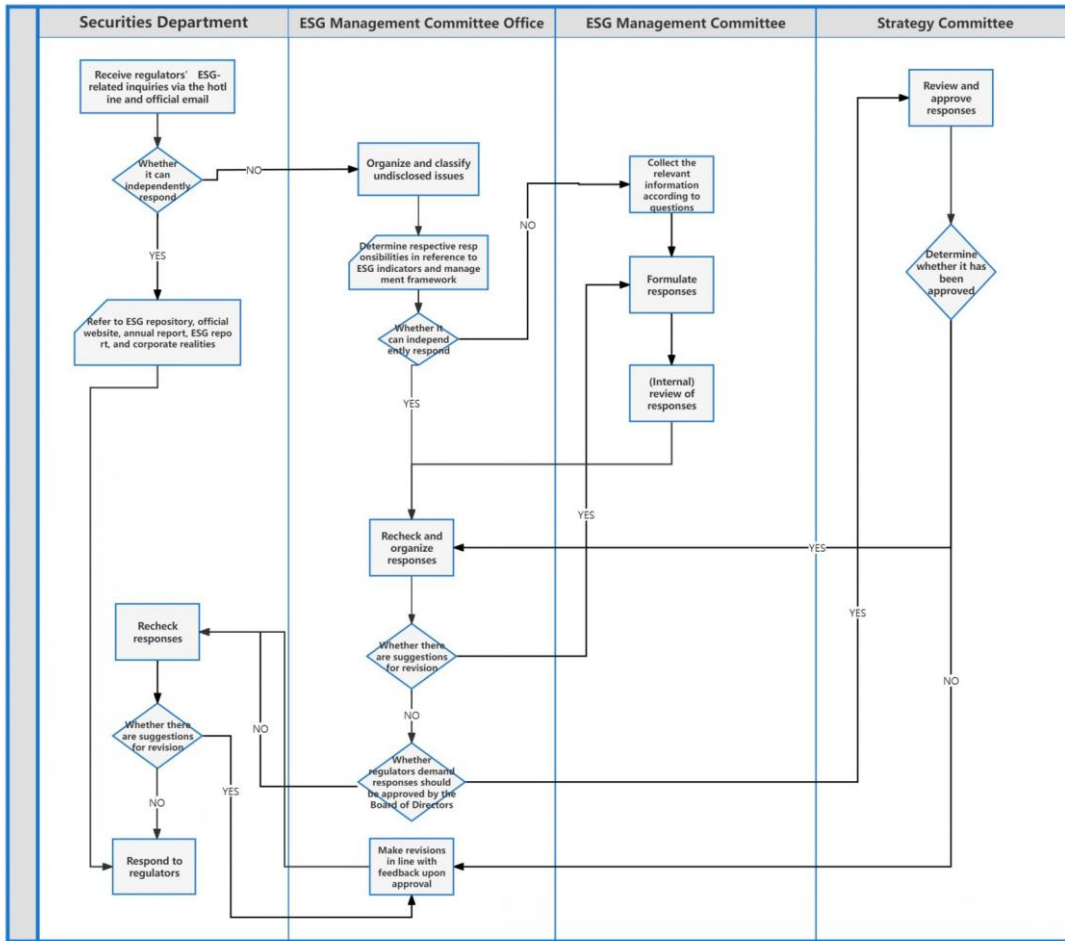 Securities Department
ESG Management Committee Office
ESG Management Committee
Strategy Committee
Receive regulators' ESG-
related inquiries via the hotl
ine and official email
Whether
it can
independently
respond
NO
YES
Refer to ESG repository, official
website, annual report, ESG repo
rt, and corporate realities
Recheck
responses
Whether there
are suggestions
for revision
YES
NO
Respond to
regulators
Organize and classify
undisclosed issues
Determine respective resp
onsibilities in reference to
ESG indicators and manage
ment framework
Whether it
can independ
ently respond
NO
YES
Recheck and
organize
responses
Whether there
are suggestions
for revision
YES
NO
Whether
regulators demand
responses should
be approved by the
Board of Directors
NO
YES
Make revisions
in line with
feedback upon
approval
Collect the
relevant
information
according to
questions
Formulate
responses
(Internal)
review of
responses
Review and
approve
responses
Determine
whether it has
been
approved
YES
NO